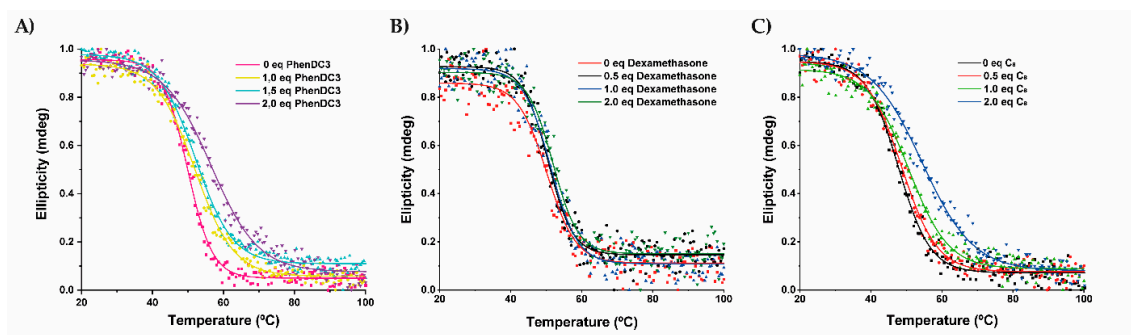 A)
Ellipticity (mdeg)
1.0
0.8
0.6
0.4
0.2
0.0
0 eq PhenDC3
1,0 eq PhenDC3
1,5 eq PhenDC3
2,0 eq PhenDC3
20 40 60 80 100
Temperature (ºC)
B)
Elipticity (mdeg)
1.0
0.8
0.6
0.4
0.2
0.0
0 eq Dexamethasone
0.5 eq Dexamethasone
1.0 eq Dexamethasone
2.0 eq Dexamethasone
20 40 60 80 100
Temperature (ºC)
C)
Elipticity (mdeg)
1.0
0.8
0.6
0.4
0.2
0.0
0 eq C₈
0.5 eq C₈
1.0 eq C₈
2.0 eq C₈
20 40 60 80 100
Temperature (ºC)